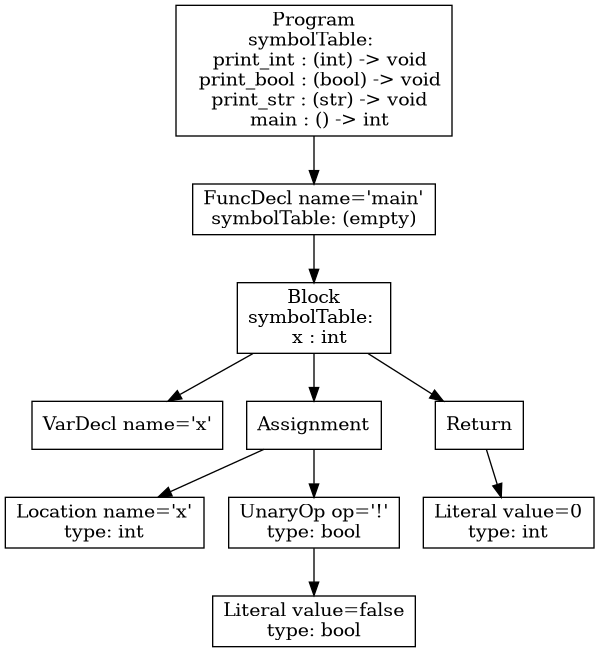 Program
symbolTable:
print_int : (int) -> void
print_bool : (bool) -> void
print_str : (str) -> void
main : () -> int
FuncDecl name='main'
symbolTable: (empty)
Block
symbolTable:
x : int
VarDecl name='x'
Assignment
Return
Location name='x'
type: int
UnaryOp op='!'
type: bool
Literal value=0
type: int
Literal value=false
type: bool